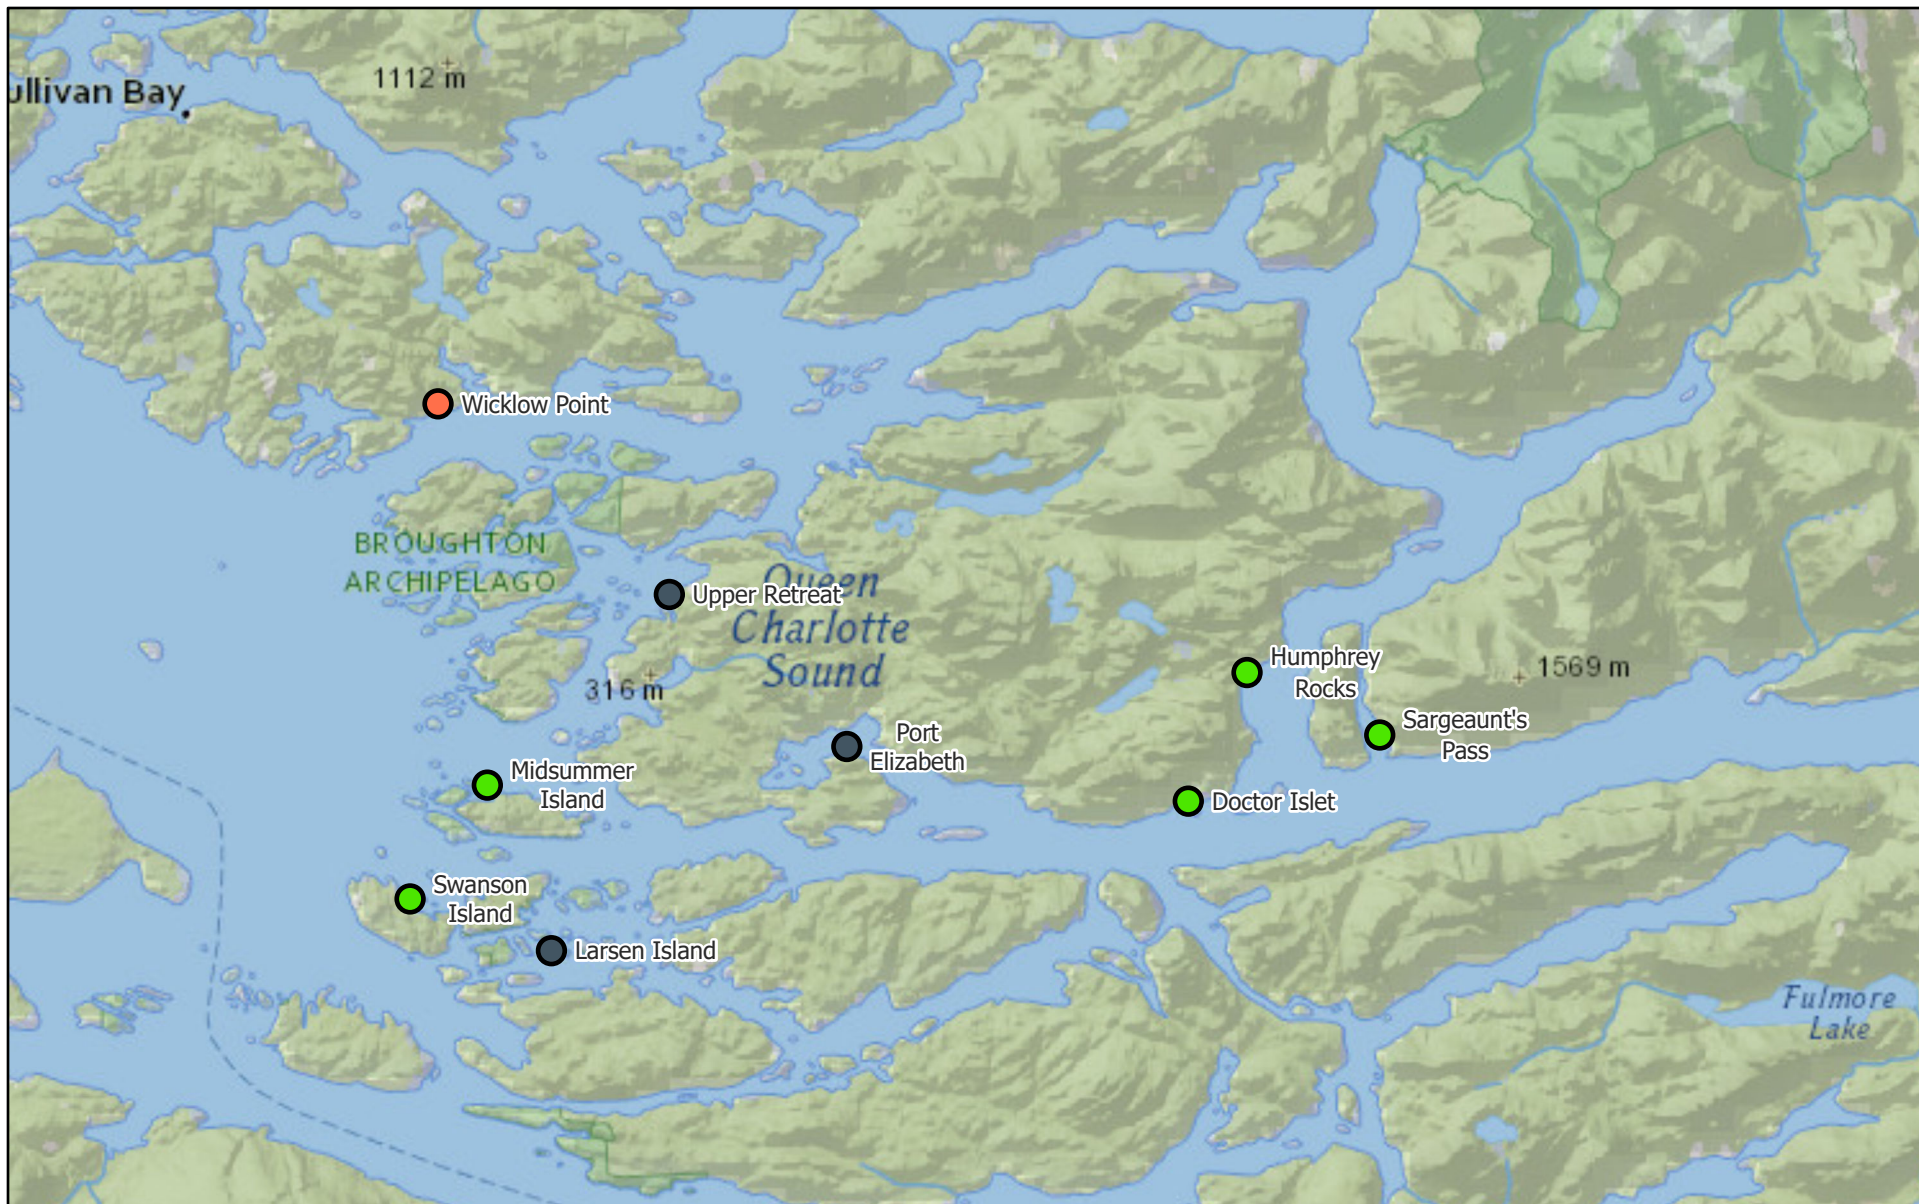 ullivan Bay
1112 m
Wicklow Point
BROUGHTON
ARCHIPELAGO
Queen
Charlotte
Sound
Upper Retreat
316 m
Humphrey
Rocks
1569 m
Sargeaunt's
Pass
Port
Elizabeth
Midsummer
Island
Doctor Islet
Swanson
Island
Larsen Island
Fulmore
Lake